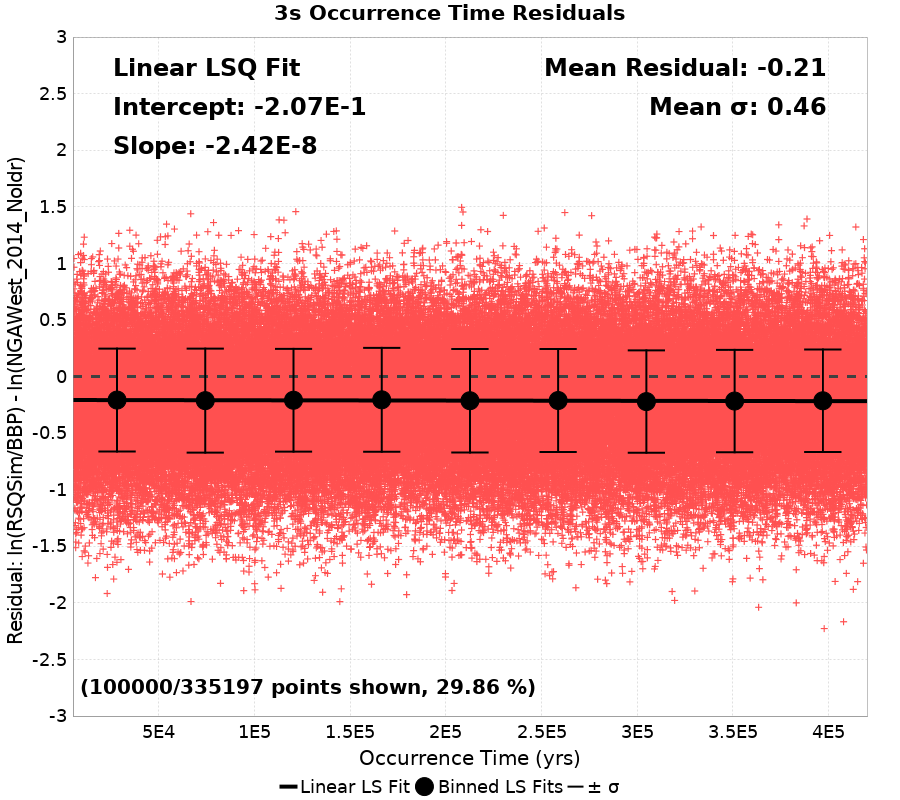 3s Occurrence Time Residuals
Linear LSQ Fit
Intercept: -2.07E-1
Slope: -2.42E-8
Mean Residual: -0.21
Mean σ: 0.46
Residual: ln(RSQSim/BBP) - ln(NGAWest_2014_NoIdr)
3
2.5
2
1.5
1
0.5
0
-0.5
-1
-1.5
-2
-2.5
-3
(100000/335197 points shown, 29.86 %)
5E4 1E5 1.5E5 2E5 2.5E5 3E5 3.5E5 4E5
Occurrence Time (yrs)
Linear LS Fit Binned LS Fits ± σ